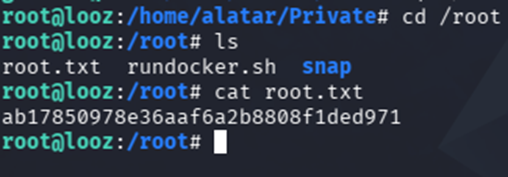 root@looz:/home/alatar/Private# cd /root
root@looz:/root# ls
root.txt  rundocker.sh  snap
root@looz:/root# cat root.txt
ab17850978e36aaf6a2b8808f1ded971
root@looz:/root#